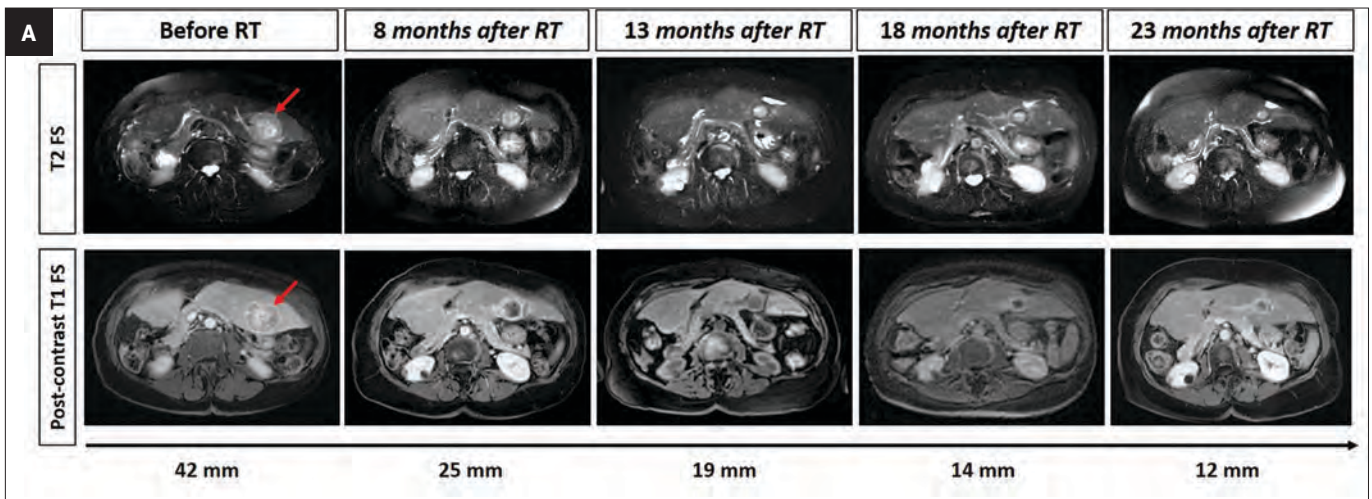 A
Before RT
8 months after RT
13 months after RT
18 months after RT
23 months after RT
T2 FS
Post-contrast T1 FS
42 mm
25 mm
19 mm
14 mm
12 mm